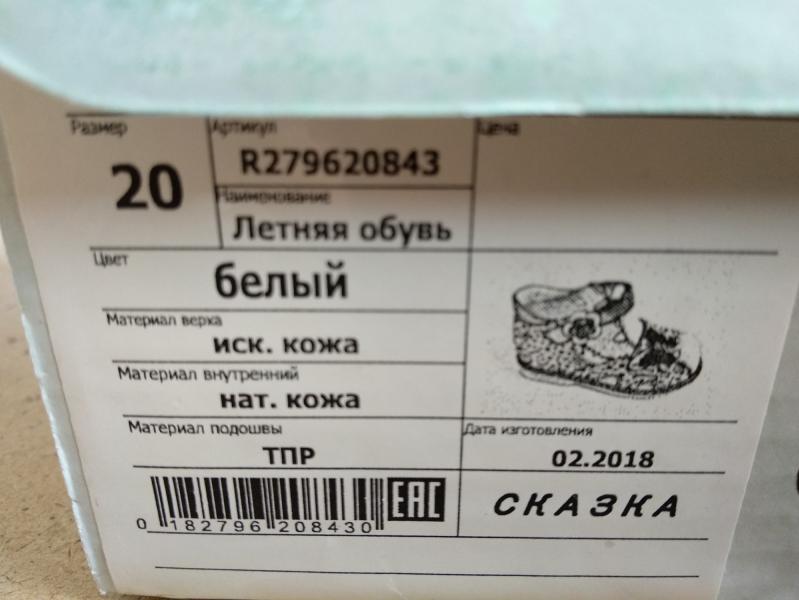 Размер
20
Артикул
R279620843
Наименование
Летняя обувь
Цена
Цвет
белый
Материал верха
иск. кожа
Материал внутренний
нат. кожа
Материал подошвы
ТПР
Дата изготовления
02.2018
0 182796 208430
EAC
СКАЗКА